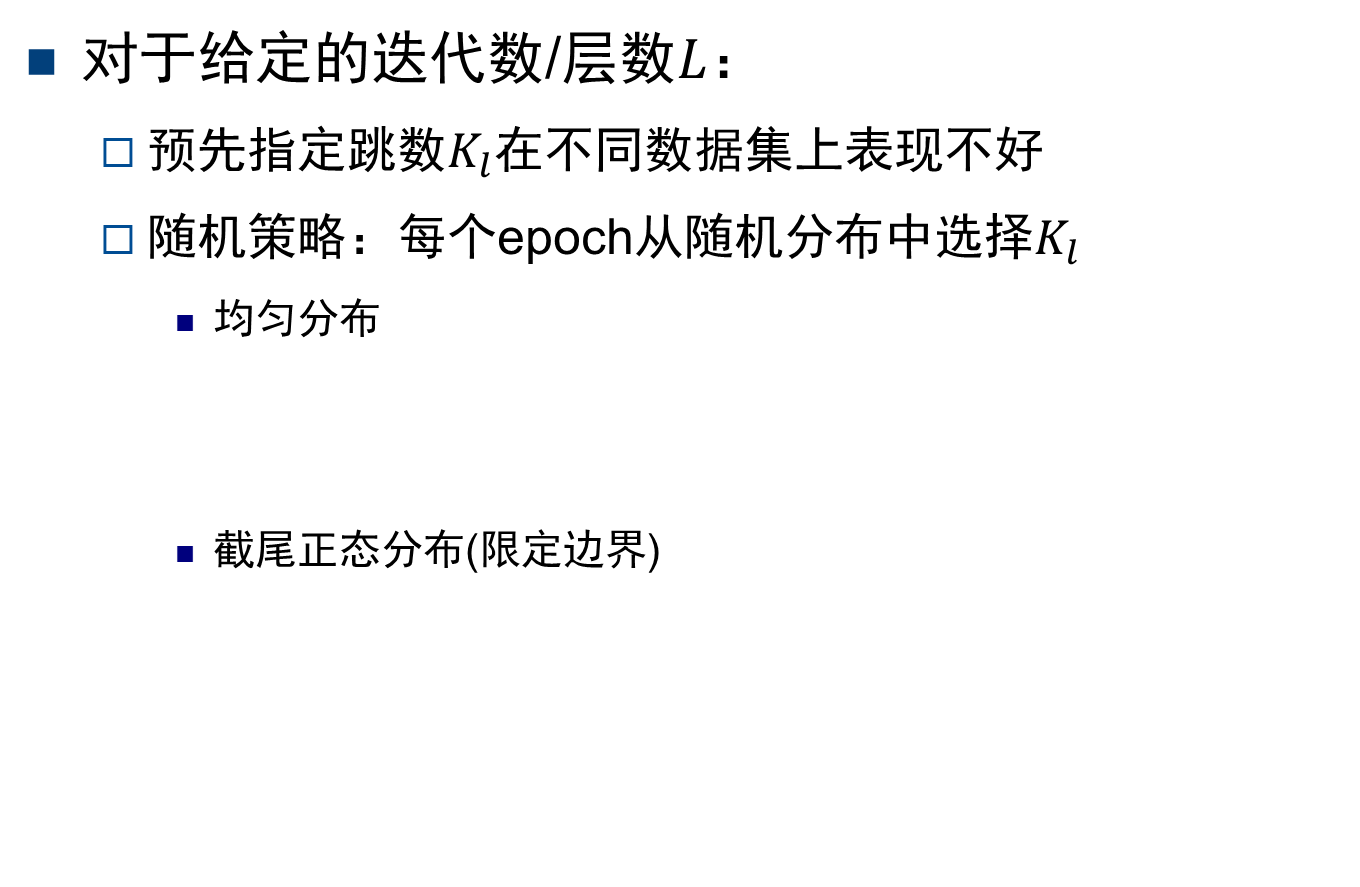 对于给定的迭代数/层数L：
预先指定跳数K_l在不同数据集上表现不好
随机策略：每个epoch从随机分布中选择K_l
均匀分布
截尾正态分布(限定边界)